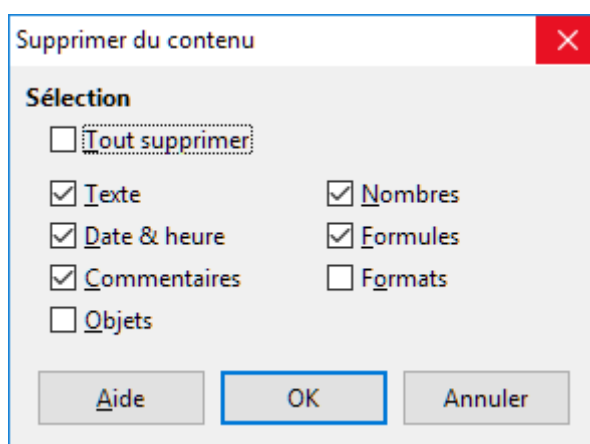 Supprimer du contenu
Sélection
Tout supprimer
Texte
Nombres
Date & heure
Formules
Commentaires
Formats
Objets
Aide
OK
Annuler